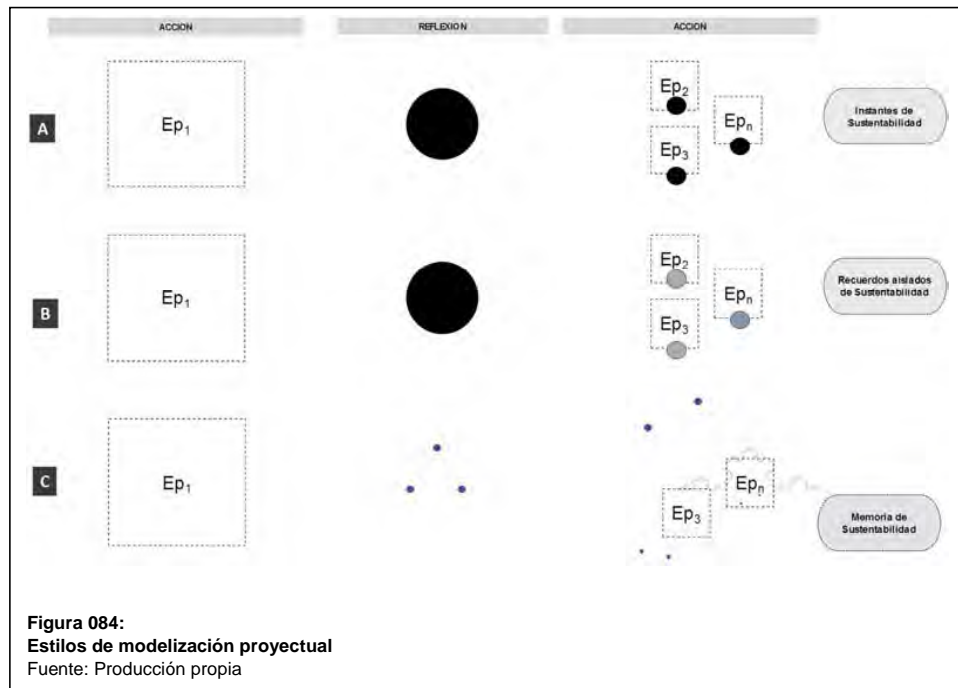 ACCION REFLEXION ACCION
A
Ep1
Ep2
Ep3
Epn
Instantes de
Sustentabilidad
B
Ep1
Ep2
Ep3
Epn
Recuerdos aislados
de Sustentabilidad
C
Ep1
Ep3
Epn
Memoria de
Sustentabilidad
Figura 084:
Estilos de modelización proyectual
Fuente: Producción propia